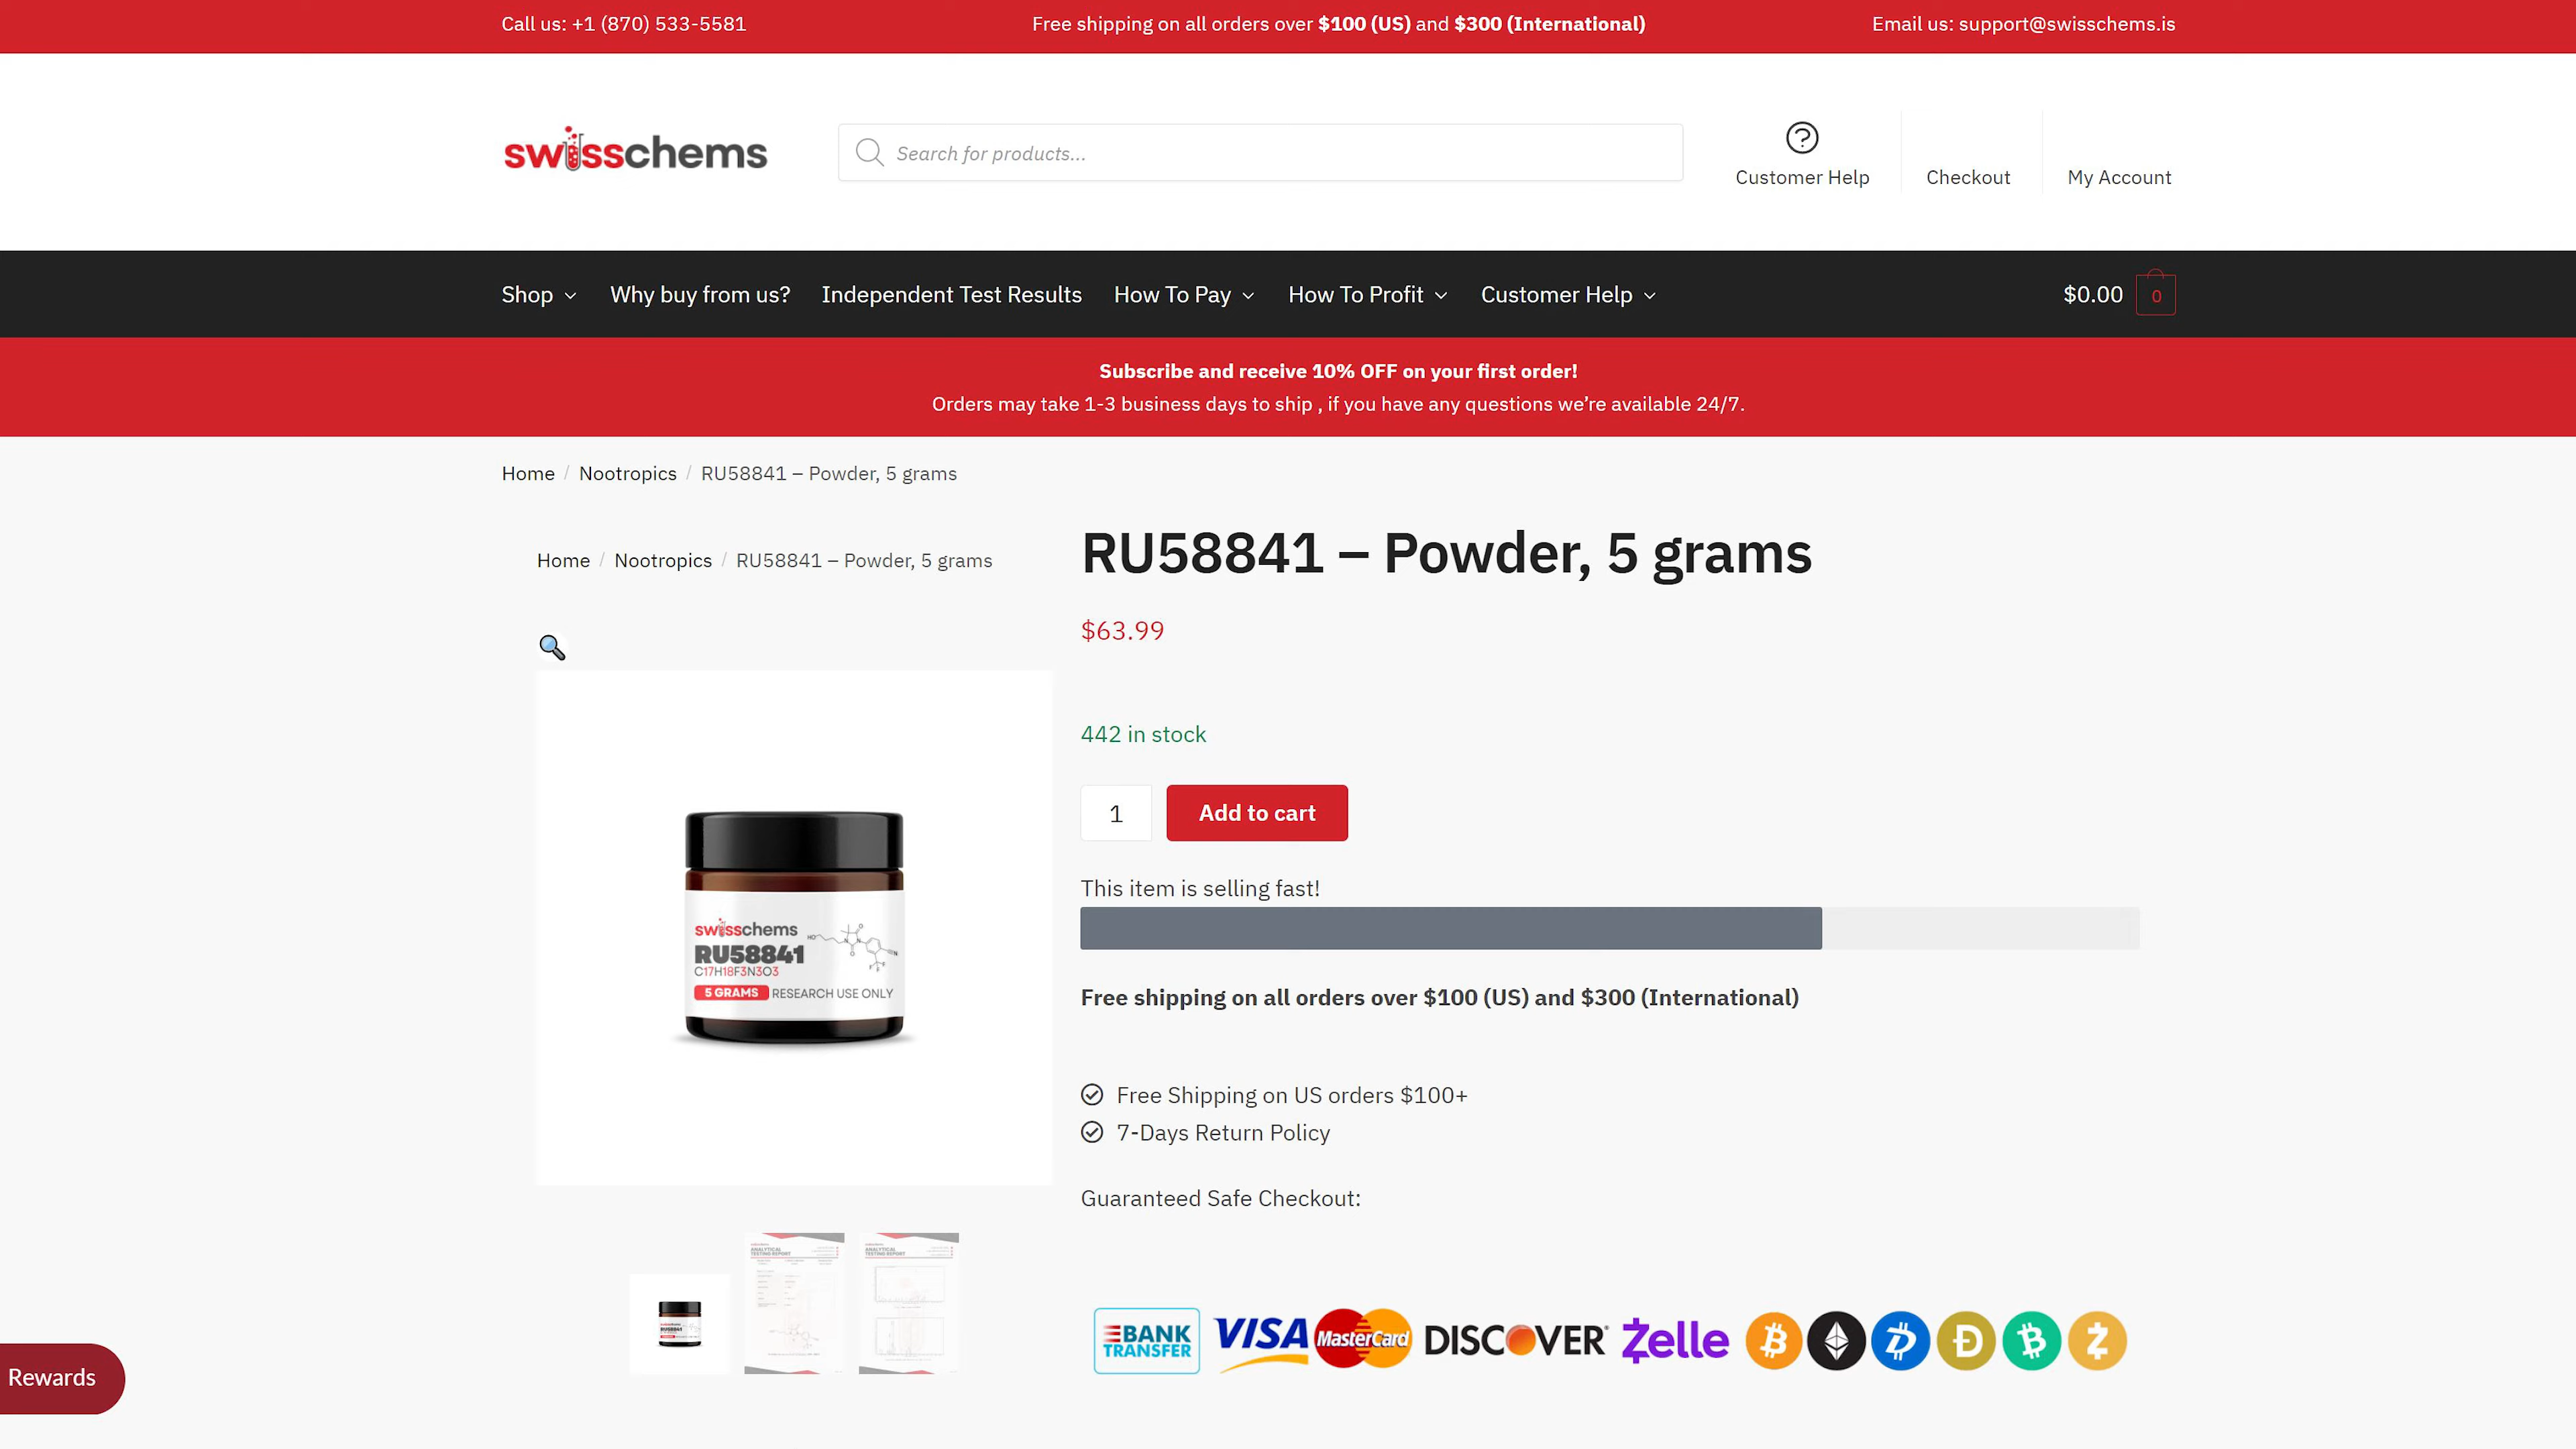 Call us: +1 (870) 533-5581
Free shipping on all orders over $100 (US) and $300 (International)
Email us: support@swisschems.is
swisschems
Search for products...
Customer Help
Checkout
My Account
Shop
Why buy from us?
Independent Test Results
How To Pay
How To Profit
Customer Help
$0.00
0
Subscribe and receive 10% OFF on your first order!
Orders may take 1-3 business days to ship , if you have any questions we’re available 24/7.
Home / Nootropics / RU58841 – Powder, 5 grams
Home / Nootropics / RU58841 – Powder, 5 grams
RU58841 – Powder, 5 grams
$63.99
442 in stock
1
Add to cart
This item is selling fast!
swisschems
RU58841
C17H18F3N3O3
5 GRAMS RESEARCH USE ONLY
Free shipping on all orders over $100 (US) and $300 (International)
Free Shipping on US orders $100+
7-Days Return Policy
Guaranteed Safe Checkout:
ANALYTICAL
TESTING REPORT
ANALYTICAL
TESTING REPORT
BANK
TRANSFER
VISA
MasterCard
DISCOVER
Zelle
Rewards